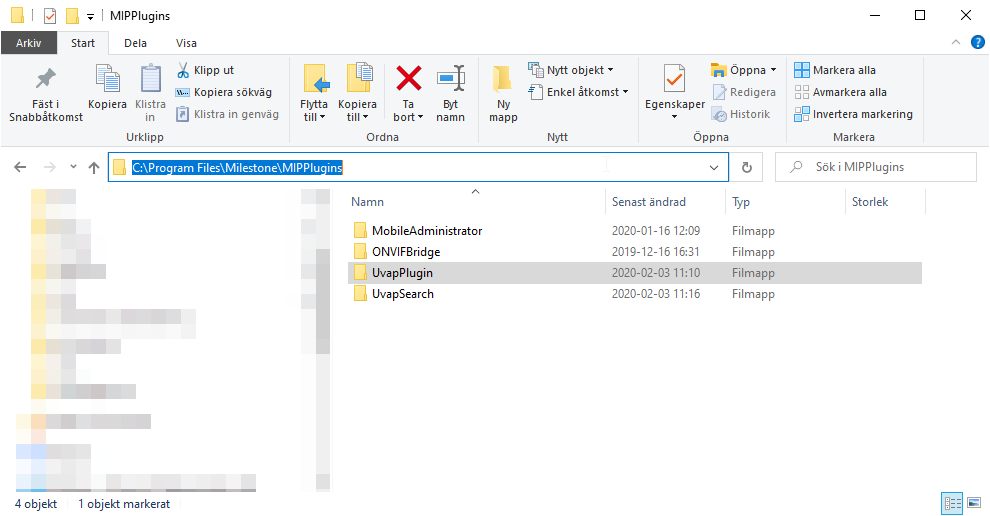 MIPPlugins
Arkiv Start Dela Visa
Fäst i Snabbåtkomst
Kopiera
Klistra in
Klipp ut
Kopiera sökväg
Klistra in genväg
Urklipp
Flytta till
Kopiera till
Ta bort
Byt namn
Ordna
Ny mapp
Nytt objekt
Enkel åtkomst
Nytt
Egenskaper
Öppna
Redigera
Historik
Öppna
Markera alla
Avmarkera alla
Invertera markering
Markera
C:\Program Files\Milestone\MIPPlugins
Sök i MIPPlugins
Namn Senast ändrad Typ Storlek
MobileAdministrator 2020-01-16 12:09 Filmapp
ONVIFBridge 2019-12-16 16:31 Filmapp
UvapPlugin 2020-02-03 11:10 Filmapp
UvapSearch 2020-02-03 11:16 Filmapp
4 objekt 1 objekt markerat